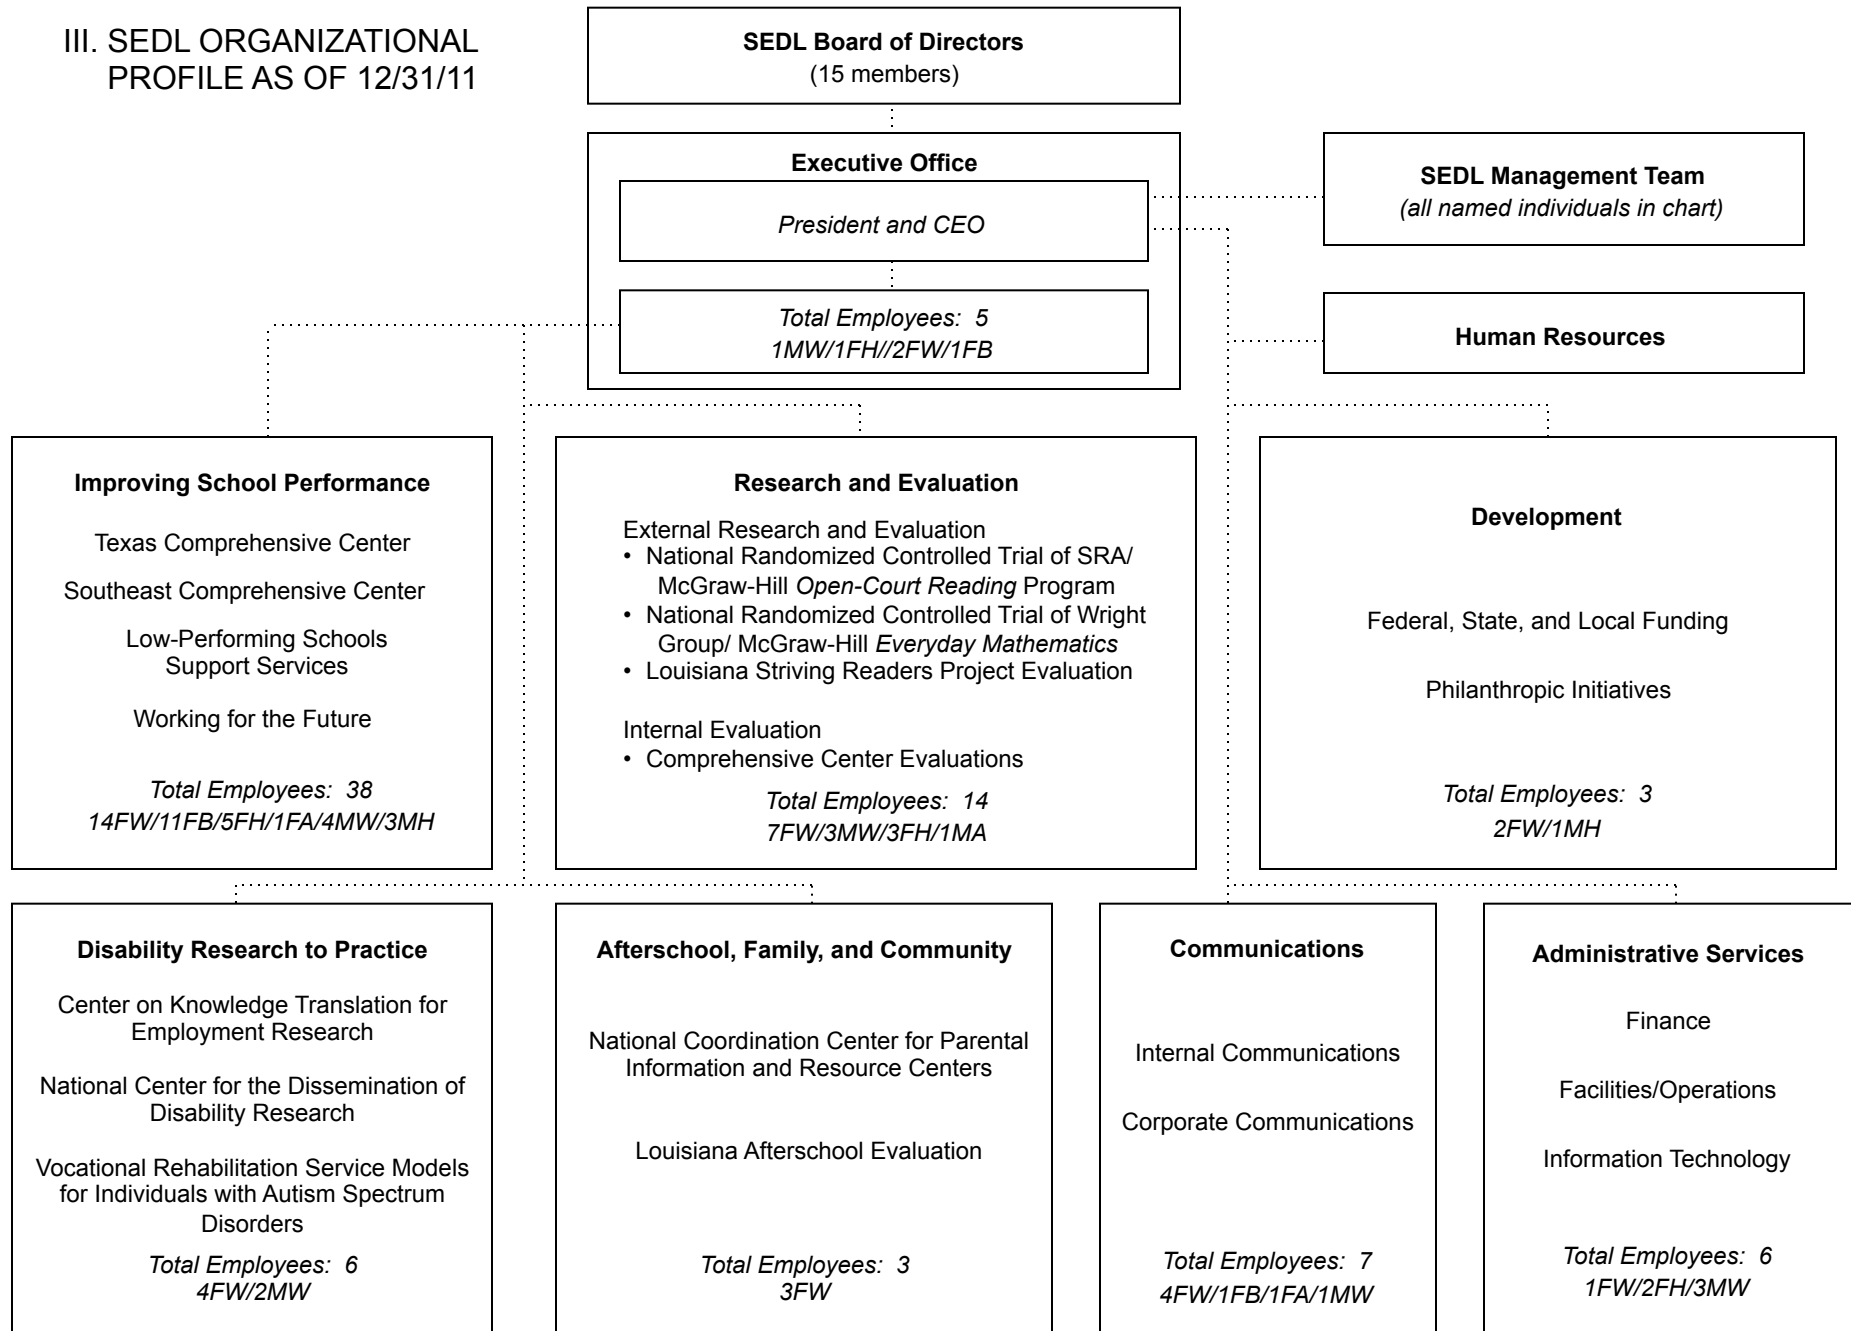 III. SEDL ORGANIZATIONAL
PROFILE AS OF 12/31/11
SEDL Board of Directors
(15 members)
Executive Office
President and CEO
Total Employees: 5
1MW/1FH//2FW/1FB
SEDL Management Team
(all named individuals in chart)
Human Resources
Improving School Performance
Texas Comprehensive Center
Southeast Comprehensive Center
Low-Performing Schools
Support Services
Working for the Future
Total Employees: 38
14FW/11FB/5FH/1FA/4MW/3MH
Research and Evaluation
External Research and Evaluation
• National Randomized Controlled Trial of SRA/
McGraw-Hill Open-Court Reading Program
• National Randomized Controlled Trial of Wright
Group/ McGraw-Hill Everyday Mathematics
• Louisiana Striving Readers Project Evaluation
Internal Evaluation
• Comprehensive Center Evaluations
Total Employees: 14
7FW/3MW/3FH/1MA
Development
Federal, State, and Local Funding
Philanthropic Initiatives
Total Employees: 3
2FW/1MH
Disability Research to Practice
Center on Knowledge Translation for
Employment Research
National Center for the Dissemination of
Disability Research
Vocational Rehabilitation Service Models
for Individuals with Autism Spectrum
Disorders
Total Employees: 6
4FW/2MW
Afterschool, Family, and Community
National Coordination Center for Parental
Information and Resource Centers
Louisiana Afterschool Evaluation
Total Employees: 3
3FW
Communications
Internal Communications
Corporate Communications
Total Employees: 7
4FW/1FB/1FA/1MW
Administrative Services
Finance
Facilities/Operations
Information Technology
Total Employees: 6
1FW/2FH/3MW